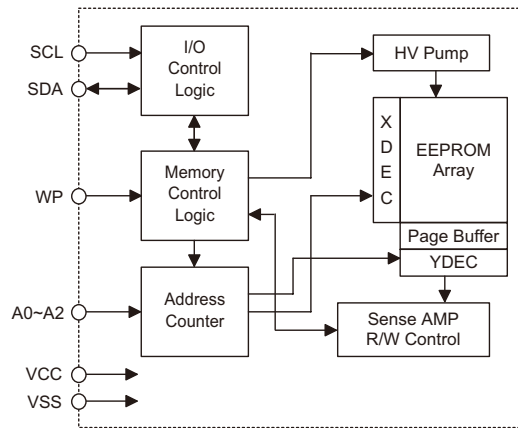 SCL
SDA
WP
A0~A2
VCC
VSS
I/O
Control
Logic
Memory
Control
Logic
Address
Counter
HV Pump
X
D
E
C
EEPROM
Array
Page Buffer
YDEC
Sense AMP
R/W Control